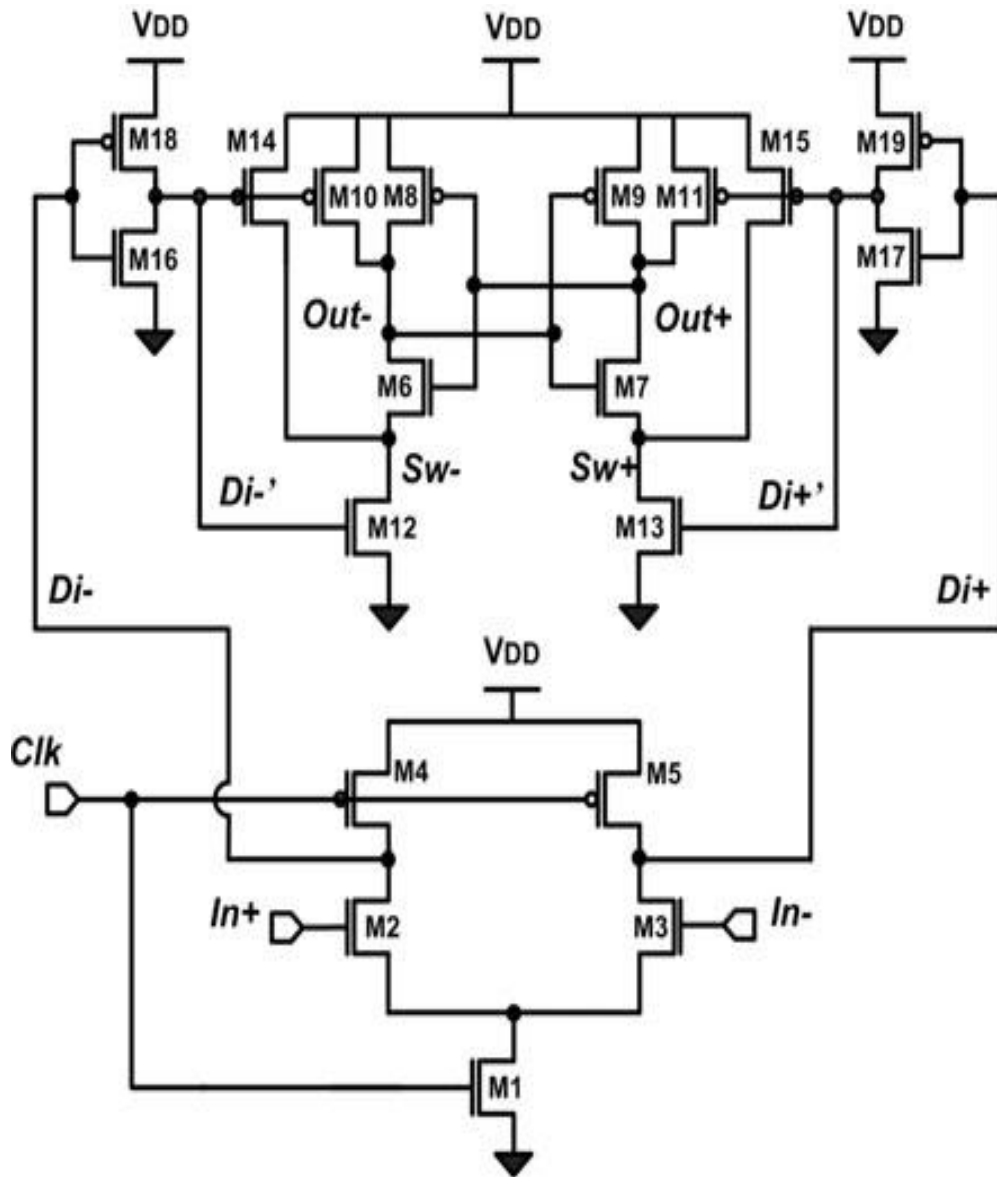 VDD
VDD
VDD
M18
M14
M10
M8
M9
M11
M15
M19
M16
M17
Out-
Out+
M6
M7
Sw-
Sw+
Di-’
Di+’
M12
M13
Di-
Di+
VDD
Clk
M4
M5
In+
M2
M3
In-
M1